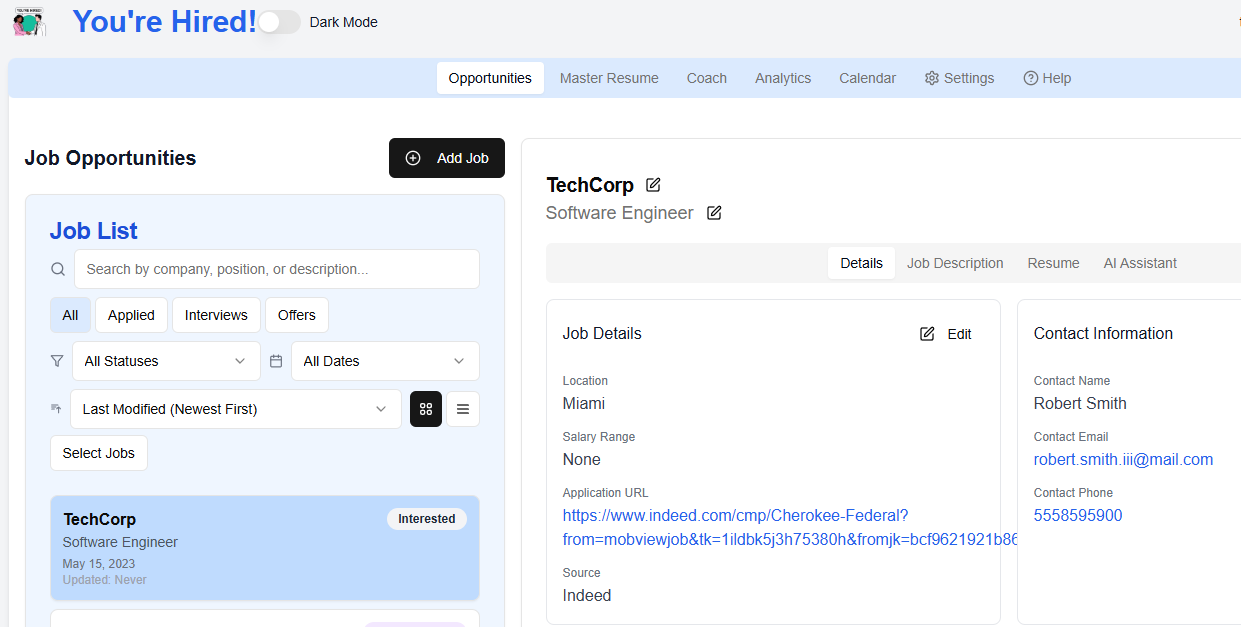 YOU'RE HIRED!
You're Hired!
Dark Mode
Opportunities
Master Resume
Coach
Analytics
Calendar
Settings
Help
Job Opportunities
Add Job
Job List
Search by company, position, or description...
All
Applied
Interviews
Offers
All Statuses
All Dates
Last Modified (Newest First)
Select Jobs
TechCorp
Interested
Software Engineer
May 15, 2023
Updated: Never
TechCorp
Software Engineer
Details
Job Description
Resume
AI Assistant
Job Details
Edit
Location
Miami
Salary Range
None
Application URL
https://www.indeed.com/cmp/Cherokee-Federal?
from=mobviewjob&tk=1ildbk5j3h75380h&fromjk=bcf9621921b86
Source
Indeed
Contact Information
Contact Name
Robert Smith
Contact Email
robert.smith.iii@mail.com
Contact Phone
5558595900